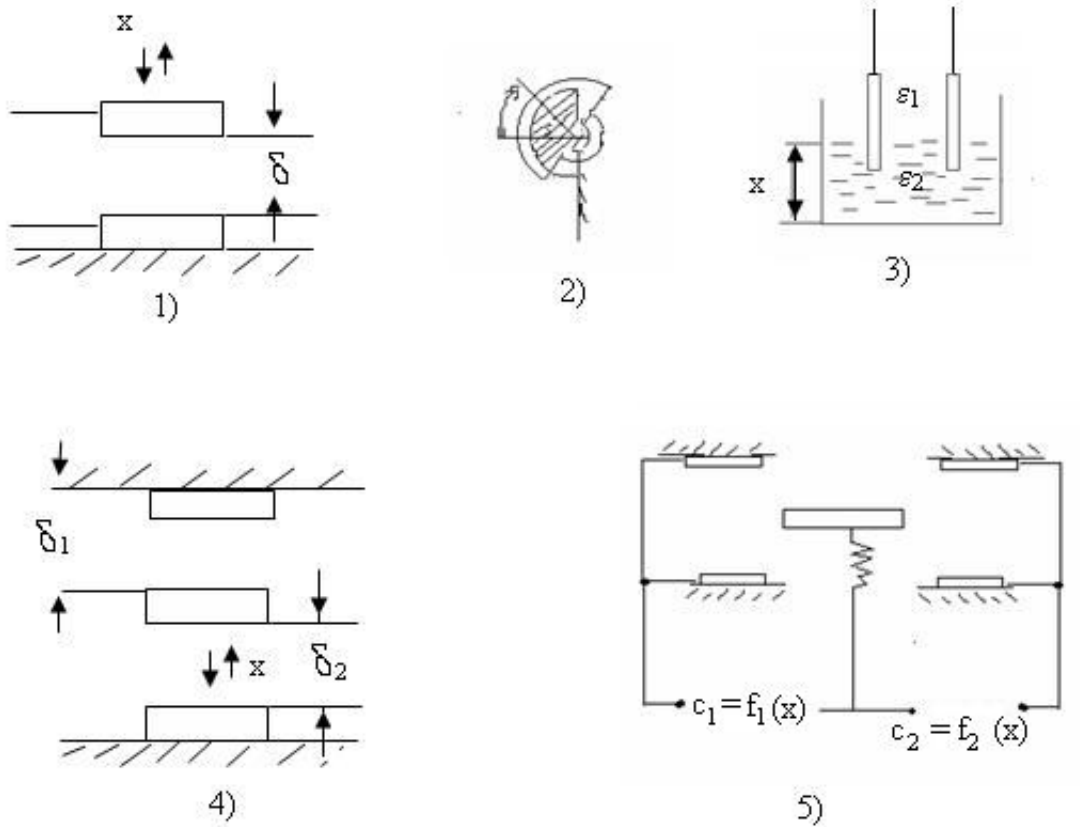 x
δ
1)
2)
ε1
x
ε2
3)
δ1
x
δ2
4)
c1 = f1(x)
c2 = f2 (x)
5)